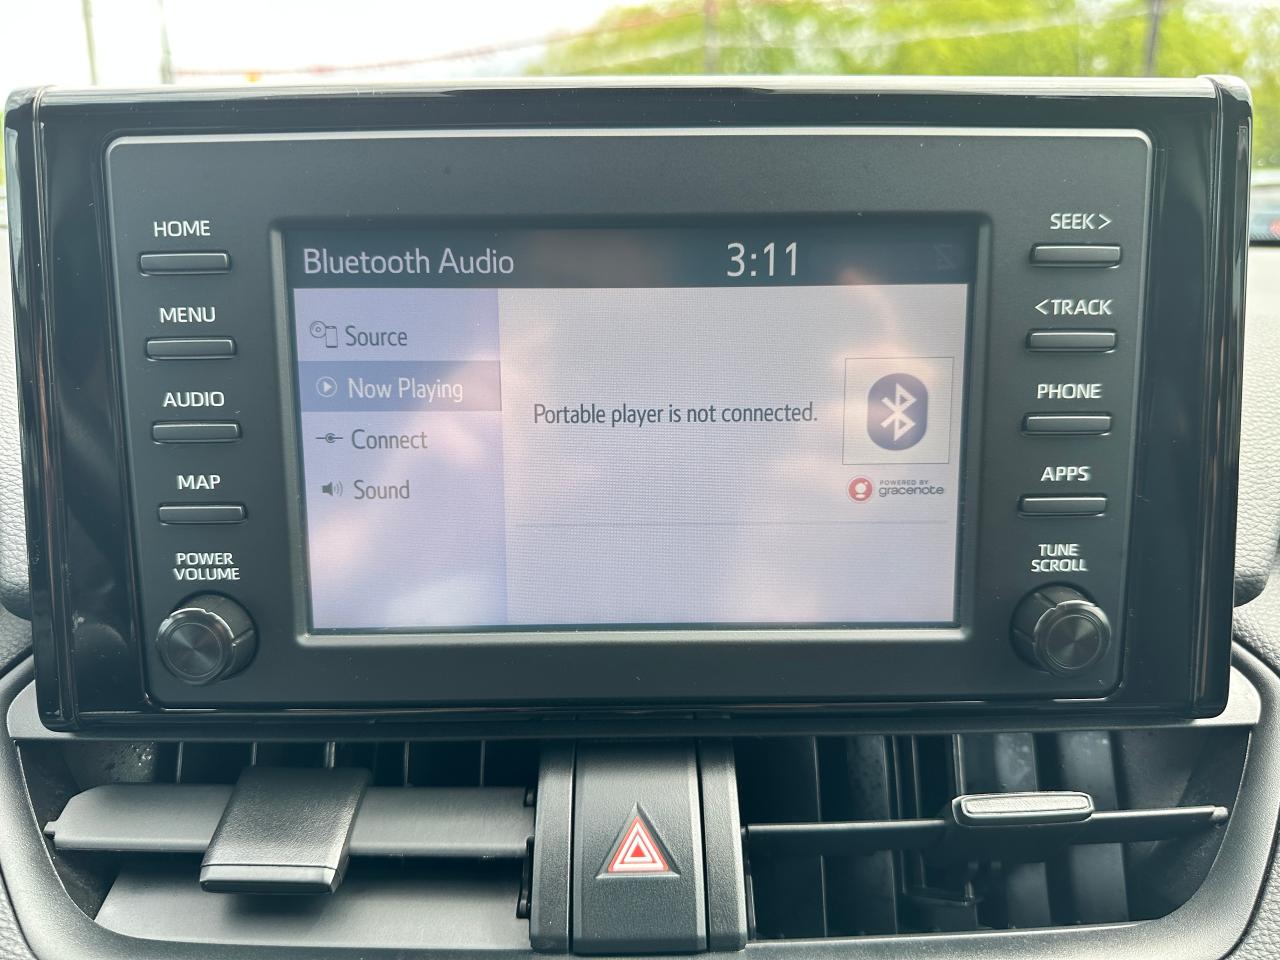 HOME
MENU
AUDIO
MAP
POWER
VOLUME
Bluetooth Audio
3:11
Source
Now Playing
Connect
Sound
Portable player is not connected.
POWERED BY
gracenote
SEEK>
<TRACK
PHONE
APPS
TUNE
SCROLL